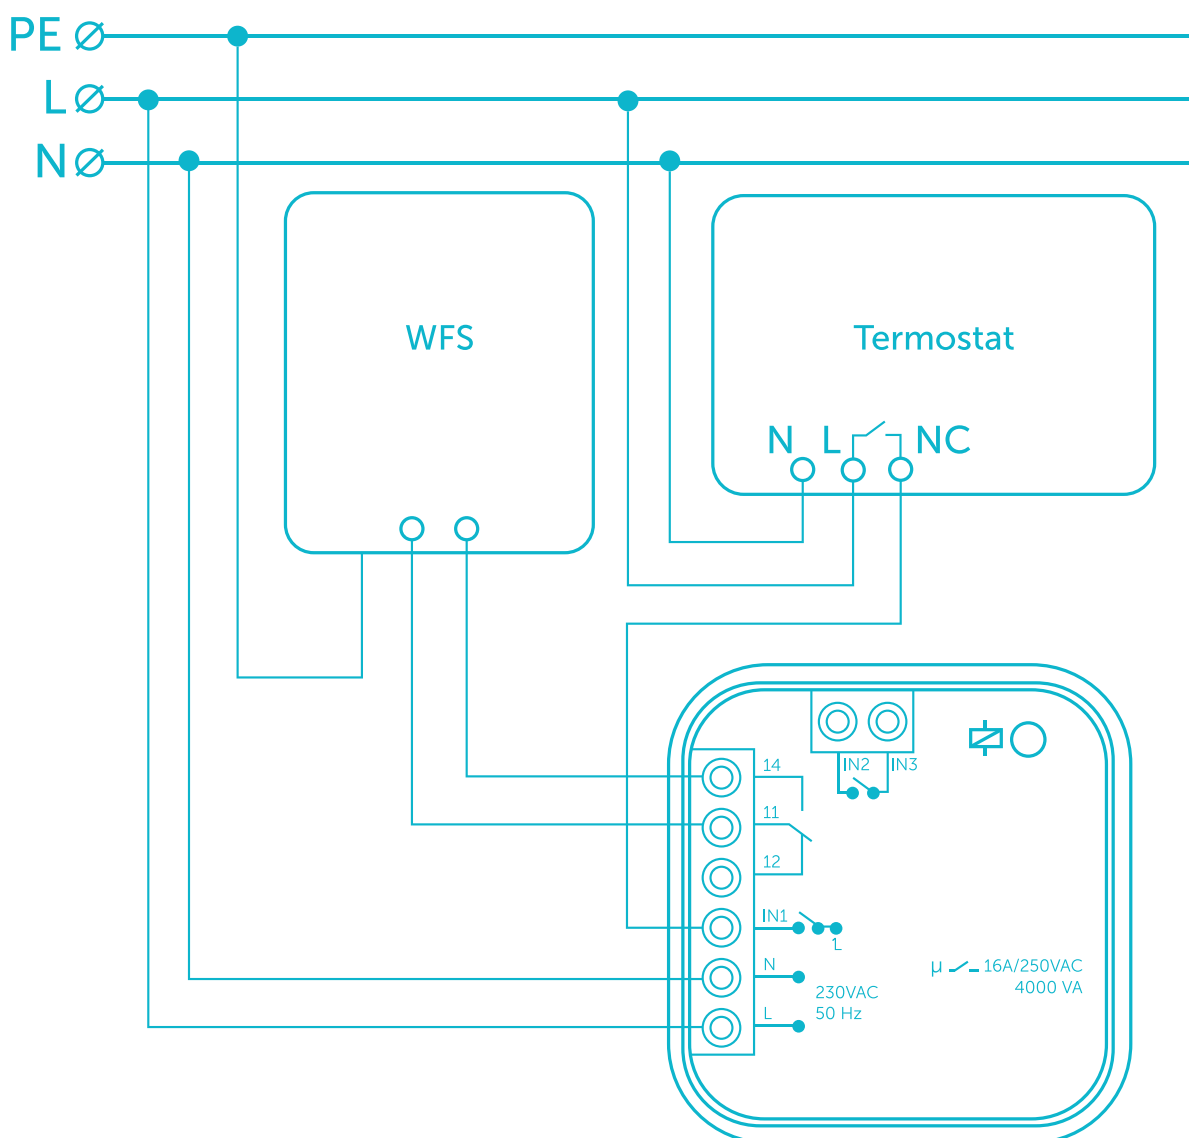 PE
L
N
WFS
Termostat
N L NC
14
IN2 IN3
11
12
IN1
L
N
L
230VAC
50 Hz
µ 16A/250VAC
4000 VA